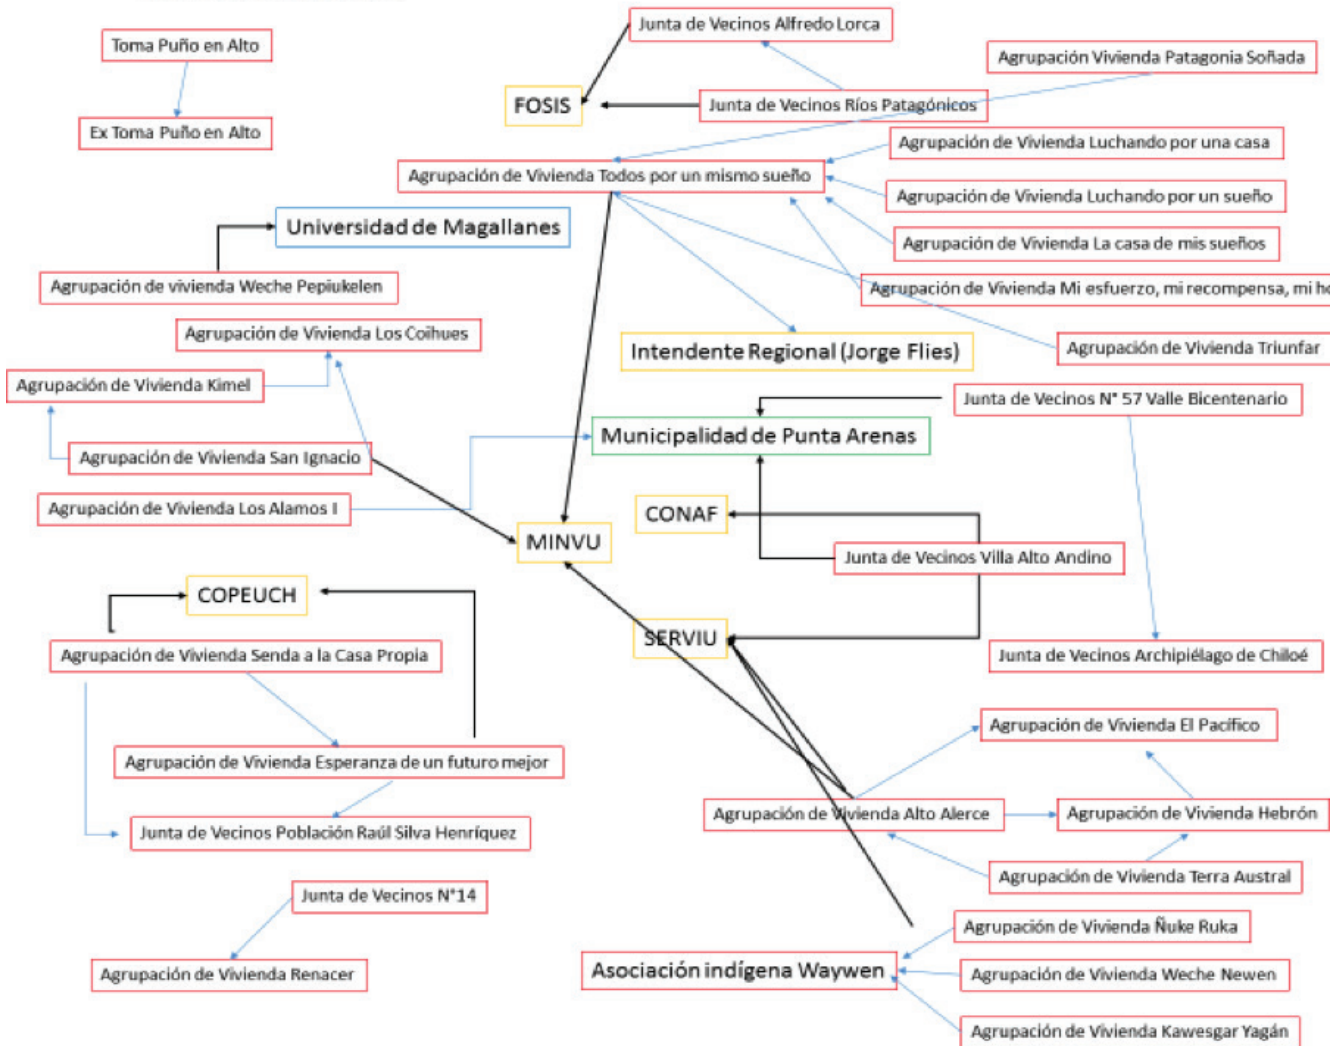 Junta de Vecinos Alfredo Lorca
Toma Puño en Alto
Agrupación Vivienda Patagonia Soñada
FOSIS
Junta de Vecinos Ríos Patagónicos
Ex Toma Puño en Alto
Agrupación de Vivienda Luchando por una casa
Agrupación de Vivienda Todos por un mismo sueño
Agrupación de Vivienda Luchando por un sueño
Universidad de Magallanes
Agrupación de Vivienda La casa de mis sueños
Agrupación de vivienda Weche Pepiukelen
Agrupación de Vivienda Mi esfuerzo, mi recompensa, mi
Agrupación de Vivienda Los Coihues
Intendente Regional (Jorge Flies)
Agrupación de Vivienda Triunfar
Agrupación de Vivienda Kimel
Junta de Vecinos N° 57 Valle Bicentenario
Municipalidad de Punta Arenas
Agrupación de Vivienda San Ignacio
Agrupación de Vivienda Los Alamos I
CONAF
MINVU
Junta de Vecinos Villa Alto Andino
COPEUCH
SERVIU
Agrupación de Vivienda Senda a la Casa Propia
Junta de Vecinos Archipiélago de Chiloé
Agrupación de Vivienda El Pacífico
Agrupación de Vivienda Esperanza de un futuro mejor
Agrupación de Vivienda Alto Alerce
Agrupación de Vivienda Hebrón
Junta de Vecinos Población Raúl Silva Henríquez
Agrupación de Vivienda Terra Austral
Junta de Vecinos N°14
Agrupación de Vivienda Ñuke Ruka
Asociación indígena Waywen
Agrupación de Vivienda Renacer
Agrupación de Vivienda Weche Newen
Agrupación de Vivienda Kawesgar Yagán